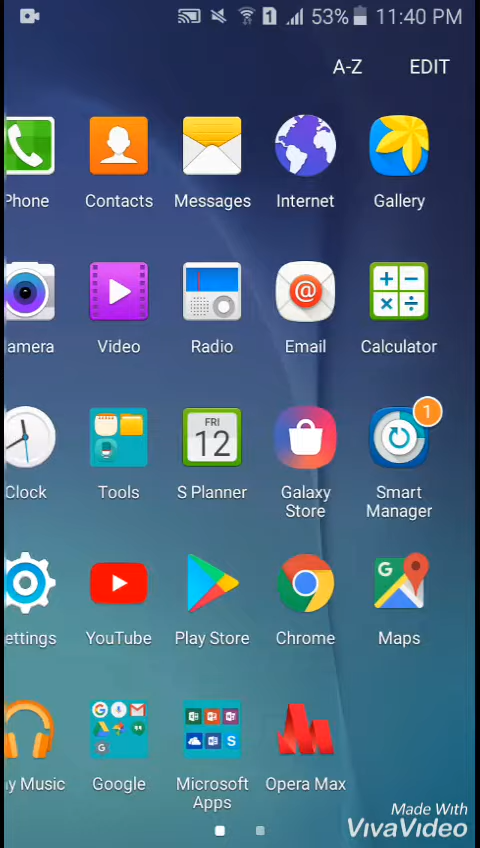 1 53% 11:40 PM
A-Z EDIT
Phone Contacts Messages Internet Gallery
amera Video Radio Email Calculator
FRI
12
1
Clock Tools S Planner Galaxy Store Smart Manager
G
ettings YouTube Play Store Chrome Maps
y Music Google Microsoft Apps Opera Max
Made With
VivaVideo